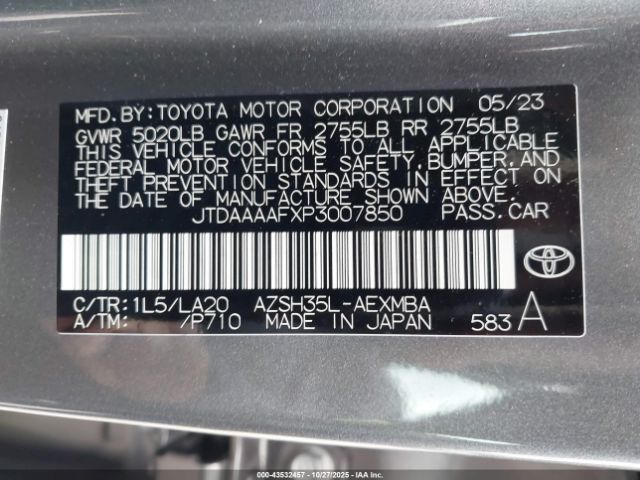 MFD.BY:TOYOTA MOTOR CORPORATION 05/23
GVWR 5020LB GAWR FR 2755LB RR 2755LB
THIS VEHICLE CONFORMS TO ALL APPLICABLE
FEDERAL MOTOR VEHICLE SAFETY, BUMPER, AND
THEFT PREVENTION STANDARDS IN EFFECT ON
THE DATE OF MANUFACTURE SHOWN ABOVE.
JTDAAAAFXP3007850 PASS.CAR
C/TR:1L5/LA20 AZSH35L-AEXMBA
A/TM: /P710 MADE IN JAPAN 583 A
000-43532457 - 10/27/2025 - IAAI.COM